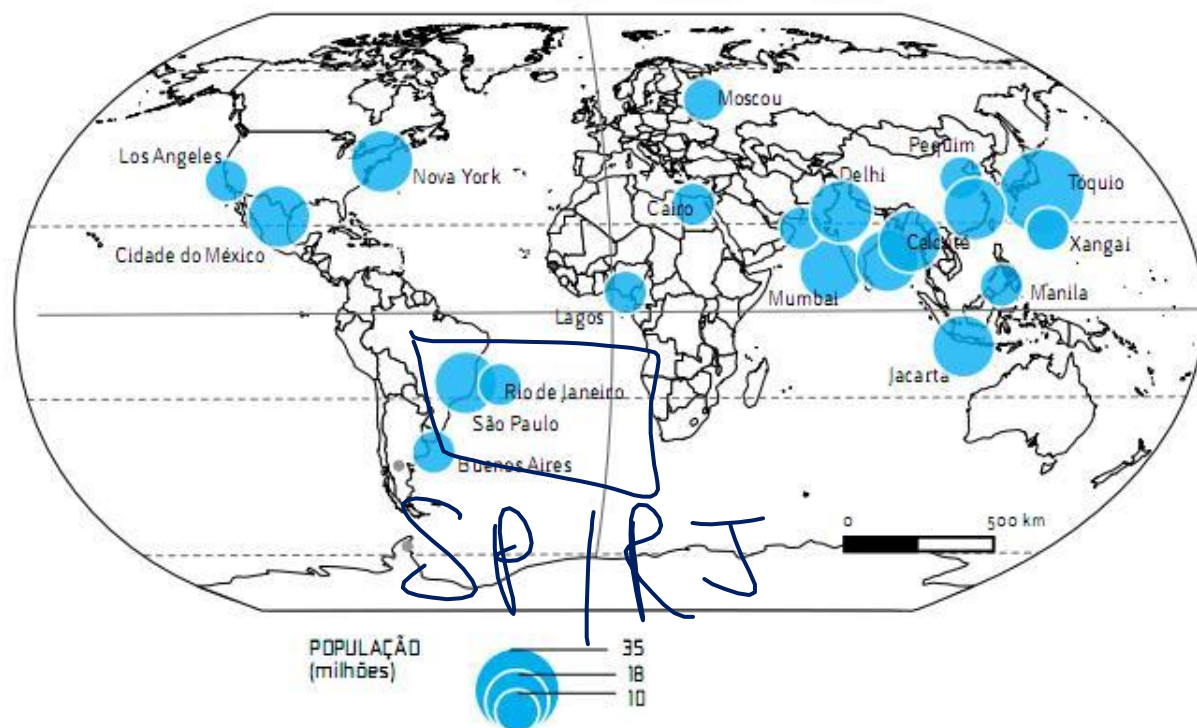 Moscou
Los Angeles
Pequim
Nova York
Delhi
Tóquio
Cairo
Cidade do México
Calcutá
Xangai
Mumbai
Manila
Lagos
Jacarta
Rio de Janeiro
São Paulo
Buenos Aires
0 500 km
SP/RJ
POPULAÇÃO
(milhões)
35
18
10